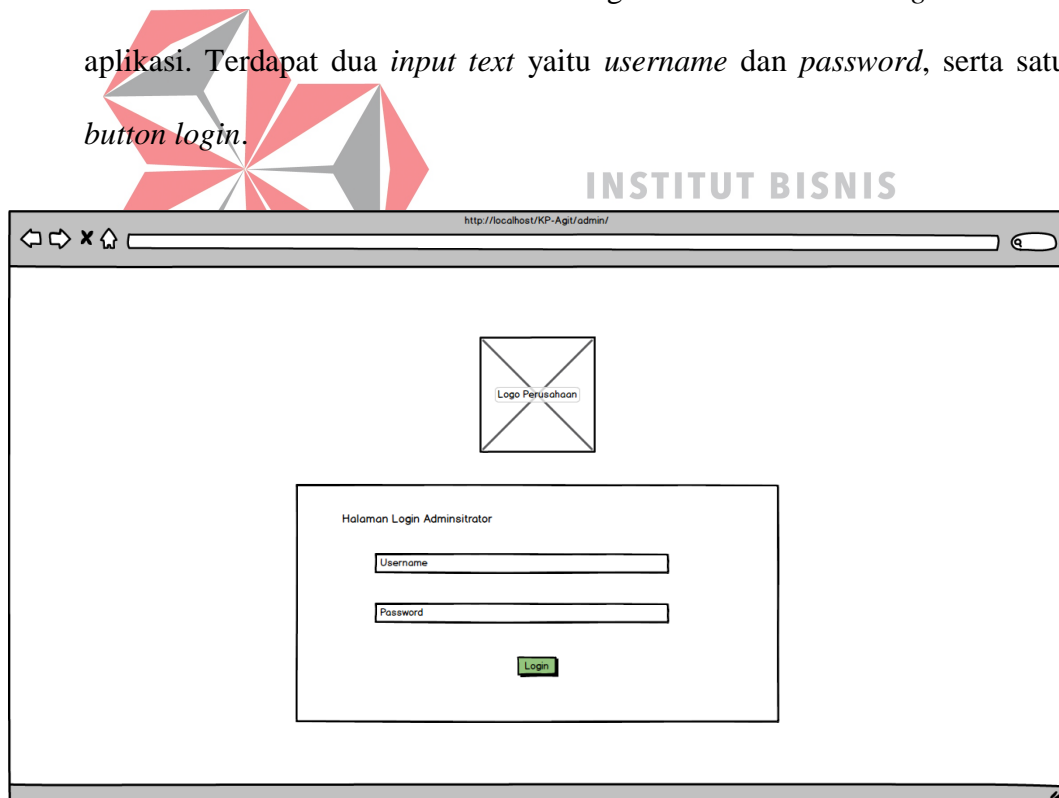 aplikasi. Terdapat dua input text yaitu username dan password, serta satu
button login.
INSTITUT BISNIS
http://localhost/KP-Agit/admin/
Logo Perusahaan
Halaman Login Adminsitrator
Username
Password
Login